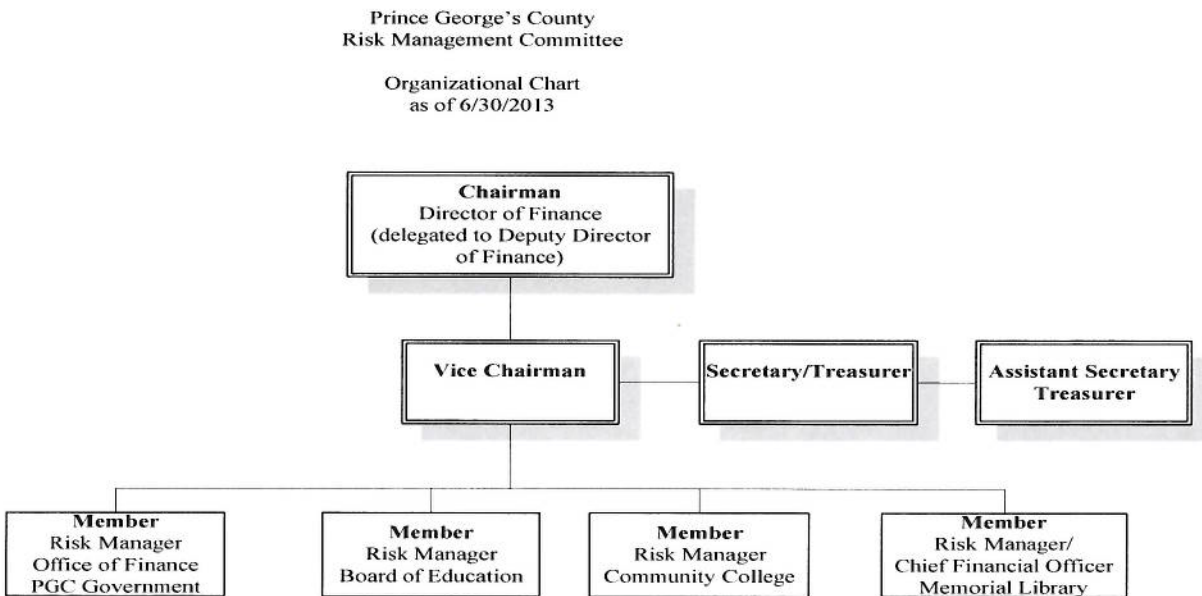 Prince George's County
Risk Management Committee
Organizational Chart
as of 6/30/2013
Chairman
Director of Finance
(delegated to Deputy Director
of Finance)
Vice Chairman
Secretary/Treasurer
Assistant Secretary
Treasurer
Member
Risk Manager
Office of Finance
PGC Government
Member
Risk Manager
Board of Education
Member
Risk Manager
Community College
Member
Risk Manager/
Chief Financial Officer
Memorial Library